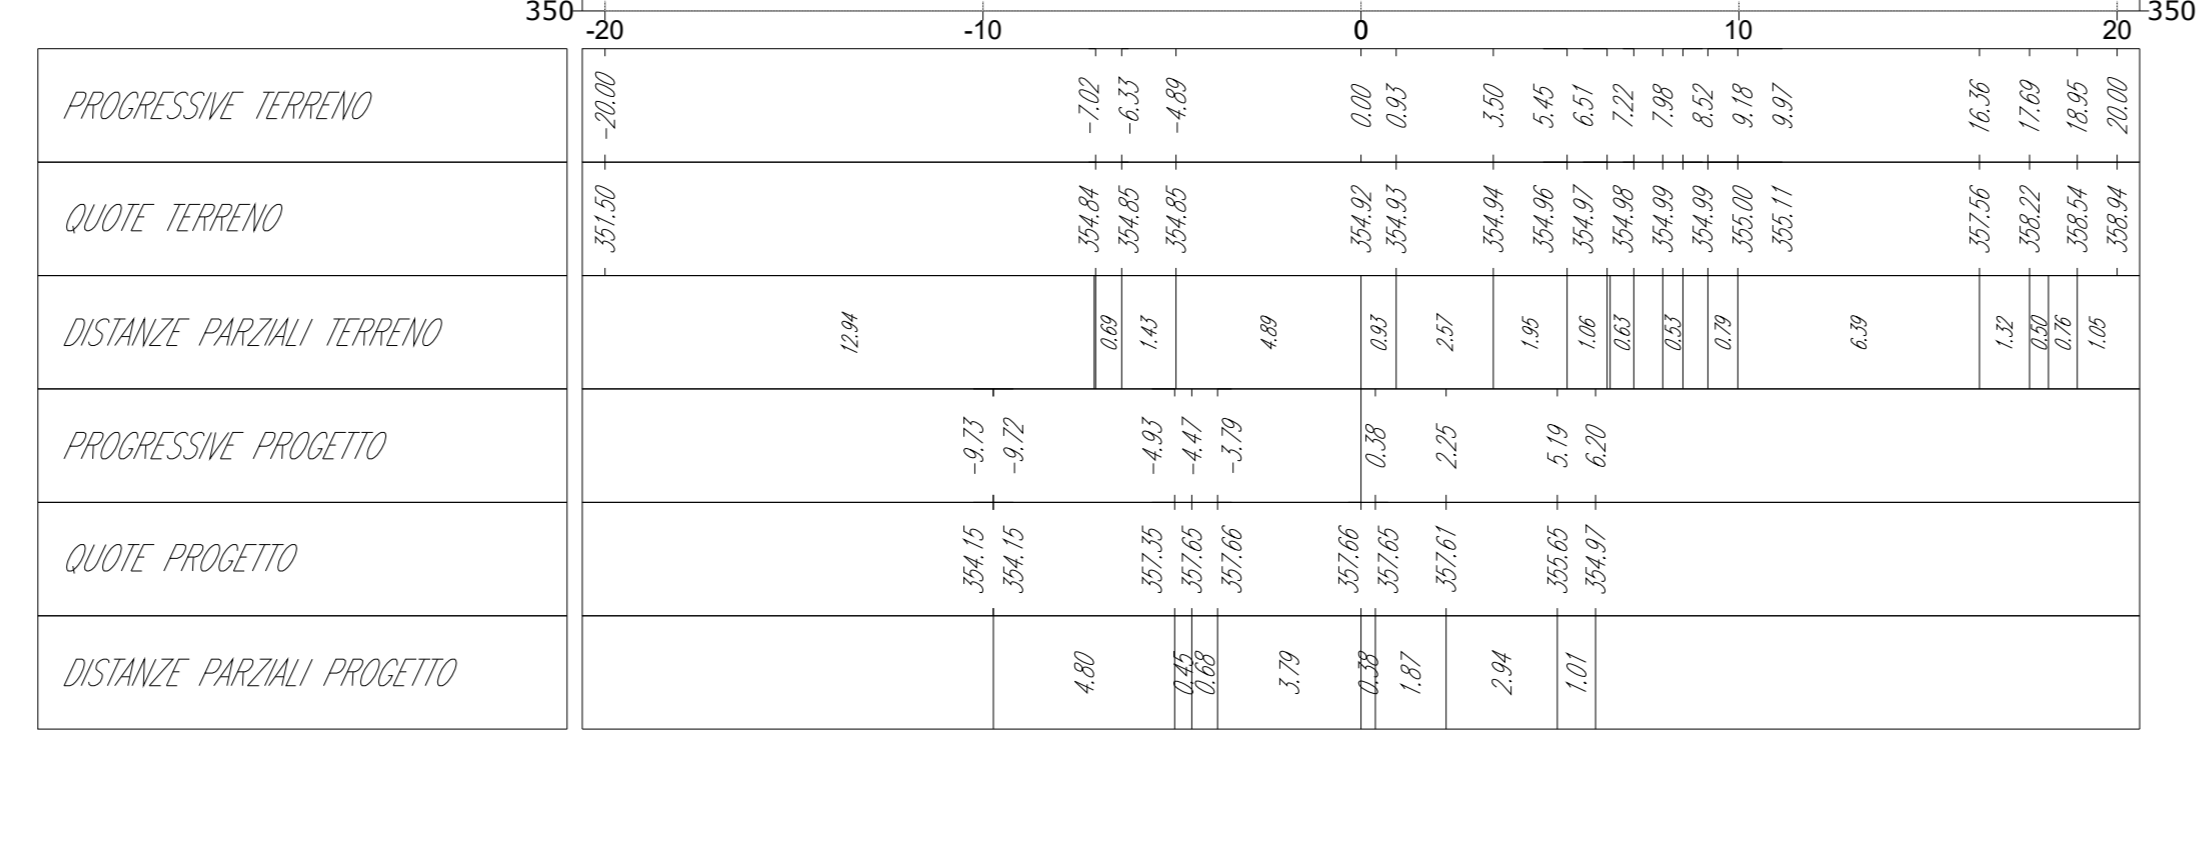 350 350
-20 -10 0 10 20
PROGRESSIVE TERRENO -20.00 -7.02 -6.33 -4.89 0.00 0.93 3.50 5.45 6.51 7.22 7.98 8.52 9.18 9.97 16.36 17.69 18.95 20.00
QUOTE TERRENO 351.50 354.84 354.85 354.85 354.92 354.93 354.94 354.96 354.97 354.98 354.99 354.99 355.00 355.11 357.56 358.22 358.54 358.94
DISTANZE PARZIALI TERRENO 12.94 0.69 1.43 4.89 0.93 2.57 1.95 1.06 0.63 0.53 0.79 6.39 1.32 0.50 0.76 1.05
PROGRESSIVE PROGETTO -9.73 -9.72 -4.93 -4.47 -3.79 0.38 2.25 5.19 6.20
QUOTE PROGETTO 354.15 354.15 357.35 357.65 357.66 357.66 357.65 357.61 355.65 354.97
DISTANZE PARZIALI PROGETTO 4.80 0.45 0.68 3.79 0.38 1.87 2.94 1.01